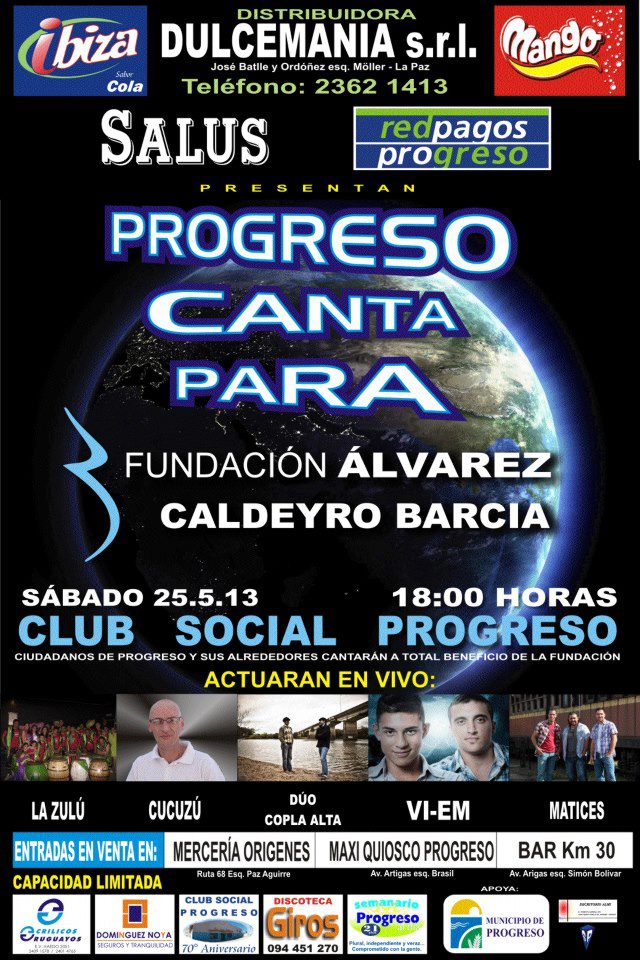 ibiza
Sabor
Cola
DISTRIBUIDORA
DULCEMANIA s.r.l.
José Batlle y Ordóñez esq. Möller - La Paz
Teléfono: 2362 1413
Mango
SALUS
redpagos
progreso
PRESENTAN
PROGRESO
CANTA
PARA
FUNDACIÓN ÁLVAREZ
CALDEYRO BARCIA
SÁBADO 25.5.13 18:00 HORAS
CLUB SOCIAL PROGRESO
CIUDADANOS DE PROGRESO Y SUS ALREDEDORES CANTARÁN A TOTAL BENEFICIO DE LA FUNDACIÓN
ACTUARAN EN VIVO:
LA ZULÚ CUCUZÚ DÚO COPLA ALTA VI-EM MATICES
ENTRADAS EN VENTA EN: MERCERÍA ORIGENES MAXI QUIOSCO PROGRESO BAR Km 30
Ruta 68 Esq. Paz Aguirre Av. Artigas esq. Brasil Av. Arigas esq. Simón Bolivar
CAPACIDAD LIMITADA
APOYA:
CRILICOS
URUGUAYOS
DOMINGUEZ NOYA
SEGUROS Y TRANQUILIDAD
CLUB SOCIAL
PROGRESO
70º Aniversario
DISCOTECA
Giros
094 451 270
semanario
Progreso
Plural, independiente y veraz...
Comprometido con la gente.
MUNICIPIO DE
PROGRESO